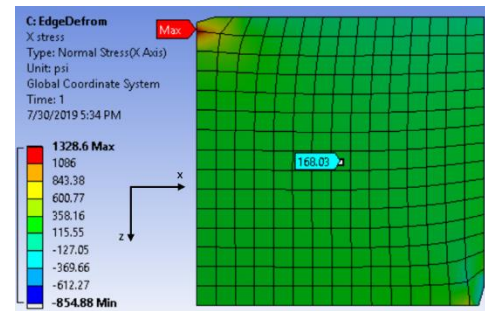 C: EdgeDefrom
X stress
Type: Normal Stress(X Axis)
Unit: psi
Global Coordinate System
Time: 1
7/30/2019 5:34 PM
Max
1328.6 Max
1086
843.38
600.77
358.16
115.55
-127.05
-369.66
-612.27
-854.88 Min
x
z
168.03